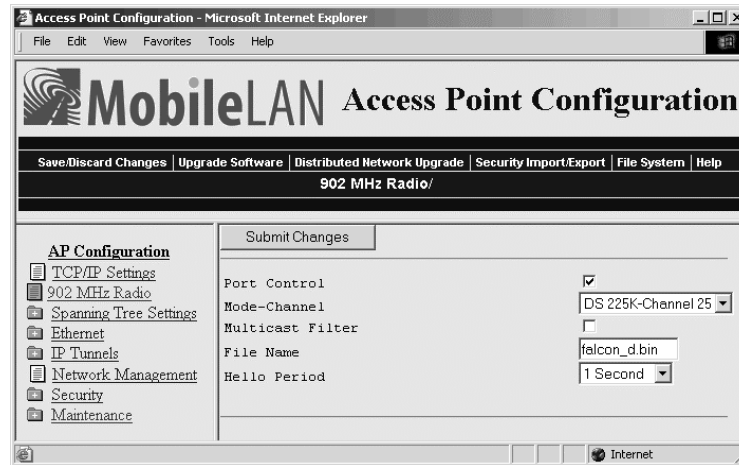 Access Point Configuration - Microsoft Internet Explorer
File Edit View Favorites Tools Help
MobileLAN Access Point Configuration
Save/Discard Changes | Upgrade Software | Distributed Network Upgrade | Security Import/Export | File System | Help
902 MHz Radio/
Submit Changes
AP Configuration
TCP/IP Settings
902 MHz Radio
Spanning Tree Settings
Ethernet
IP Tunnels
Network Management
Security
Maintenance
Port Control
Mode-Channel DS 225K-Channel 25
Multicast Filter
File Name falcon_d.bin
Hello Period 1 Second
Internet